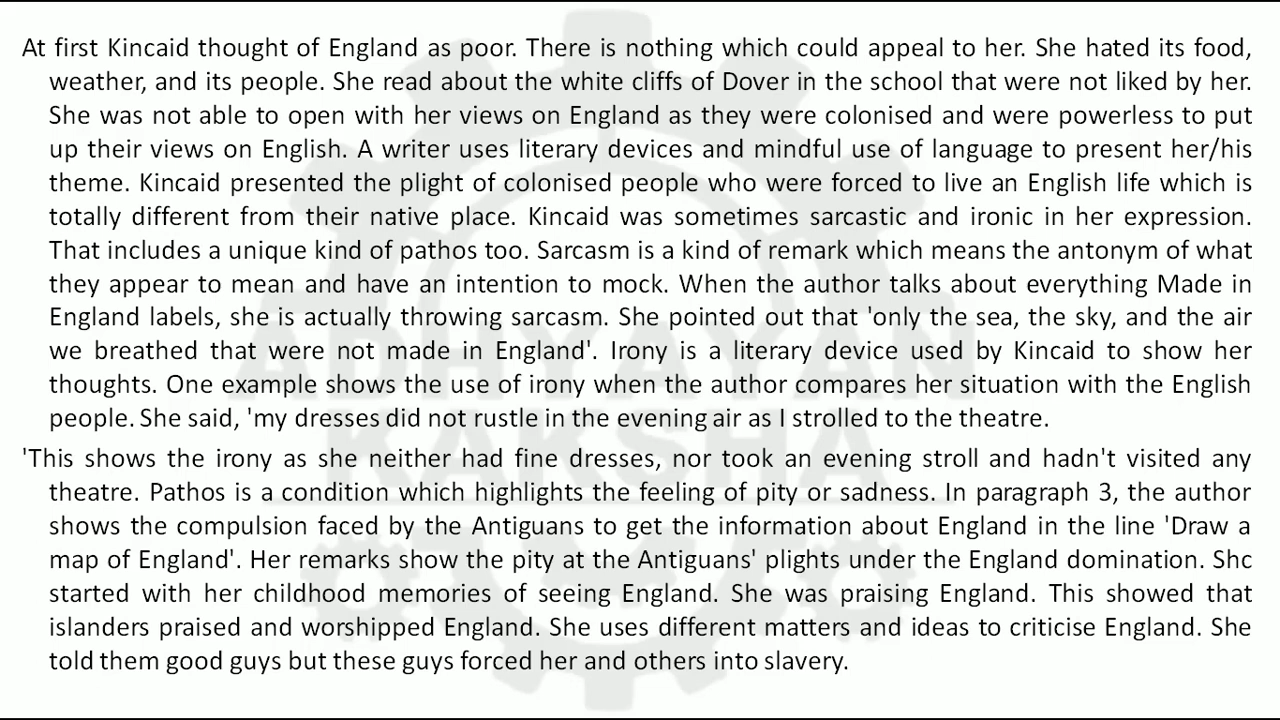 At first Kincaid thought of England as poor. There is nothing which could appeal to her. She hated its food,
weather, and its people. She read about the white cliffs of Dover in the school that were not liked by her.
She was not able to open with her views on England as they were colonised and were powerless to put
up their views on English. A writer uses literary devices and mindful use of language to present her/his
theme. Kincaid presented the plight of colonised people who were forced to live an English life which is
totally different from their native place. Kincaid was sometimes sarcastic and ironic in her expression.
That includes a unique kind of pathos too. Sarcasm is a kind of remark which means the antonym of what
they appear to mean and have an intention to mock. When the author talks about everything Made in
England labels, she is actually throwing sarcasm. She pointed out that 'only the sea, the sky, and the air
we breathed that were not made in England'. Irony is a literary device used by Kincaid to show her
thoughts. One example shows the use of irony when the author compares her situation with the English
people. She said, 'my dresses did not rustle in the evening air as I strolled to the theatre.
'This shows the irony as she neither had fine dresses, nor took an evening stroll and hadn't visited any
theatre. Pathos is a condition which highlights the feeling of pity or sadness. In paragraph 3, the author
shows the compulsion faced by the Antiguans to get the information about England in the line 'Draw a
map of England'. Her remarks show the pity at the Antiguans' plights under the England domination. Shc
started with her childhood memories of seeing England. She was praising England. This showed that
islanders praised and worshipped England. She uses different matters and ideas to criticise England. She
told them good guys but these guys forced her and others into slavery.
ADHYAYAN
KAKSHA